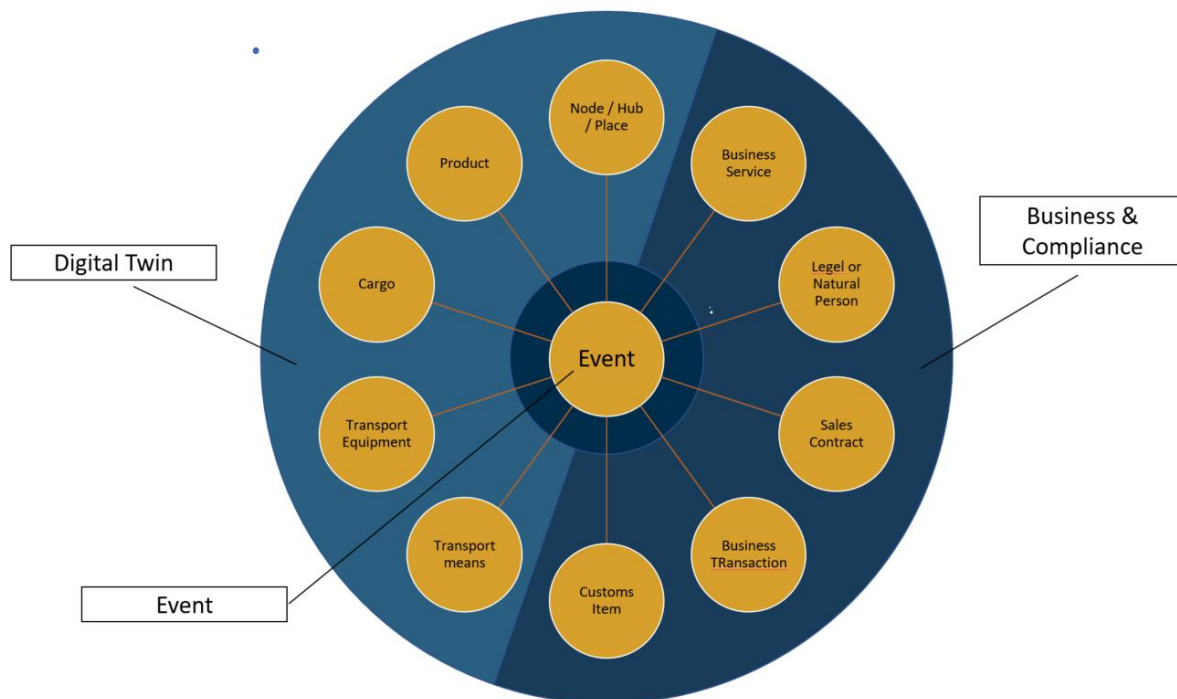 Node / Hub
/ Place
Product
Business
Service
Business &
Compliance
Digital Twin
Cargo
Legel or
Natural
Person
Event
Transport
Equipment
Sales
Contract
Transport
means
Business
TRansaction
Customs
Item
Event